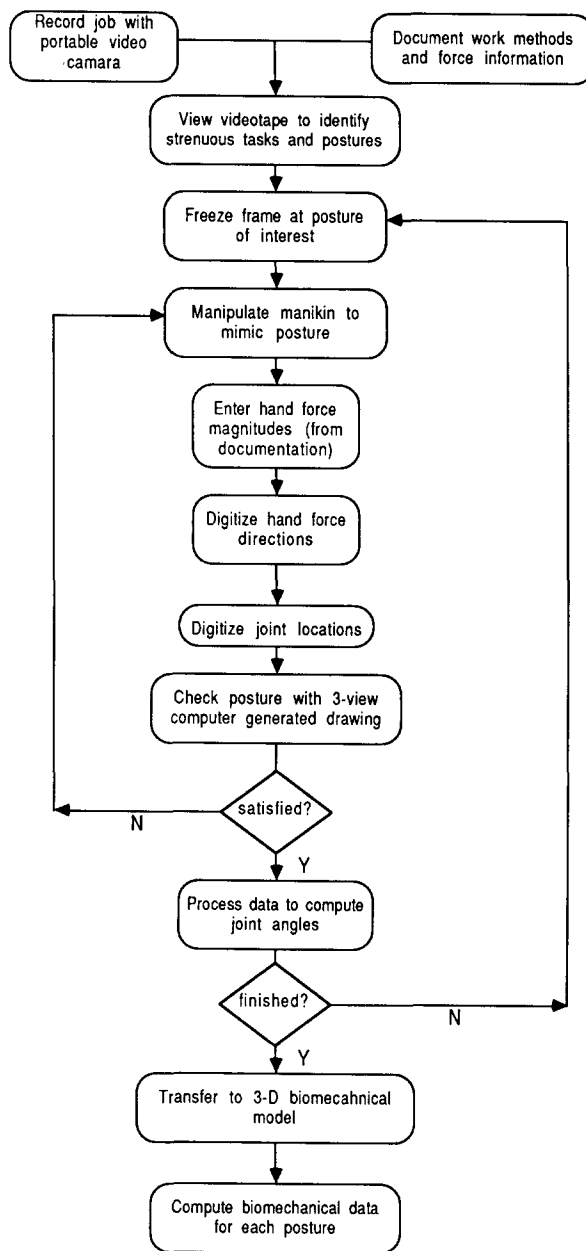 Record job with
portable video
camara
Document work methods
and force information
View videotape to identify
strenuous tasks and postures
Freeze frame at posture
of interest
Manipulate manikin to
mimic posture
Enter hand force
magnitudes (from
documentation)
Digitize hand force
directions
Digitize joint locations
Check posture with 3-view
computer generated drawing
satisfied?
N
Y
Process data to compute
joint angles
finished?
N
Y
Transfer to 3-D biomecahnical
model
Compute biomechanical data
for each posture